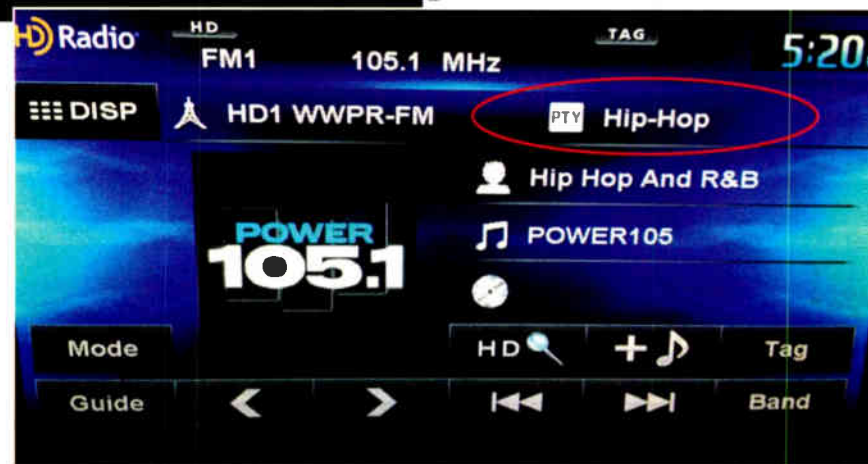 HD Radio HD TAG 5:20
FM1 105.1 MHz
DISP HD1 WWPR-FM PTY Hip-Hop
Hip Hop And R&B
POWER
105.1
POWER105
Mode HD Tag
Guide Band